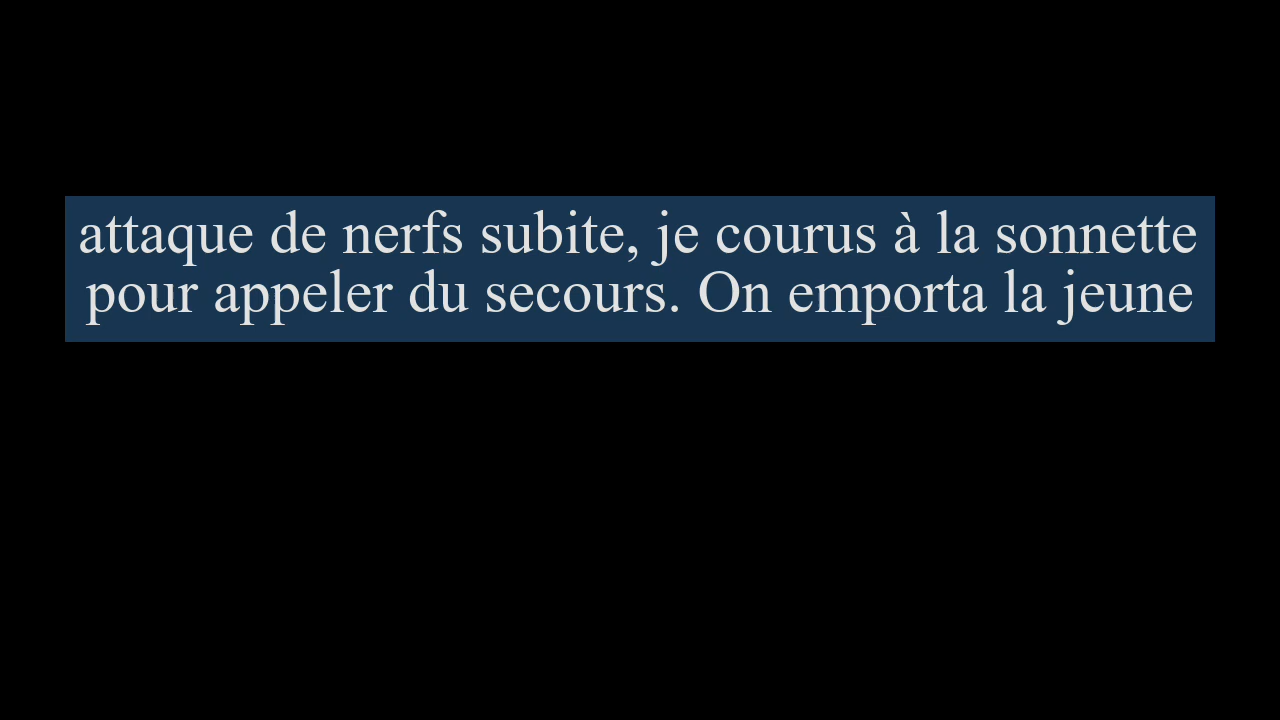 attaque de nerfs subite, je courus à la sonnette
pour appeler du secours. On emporta la jeune